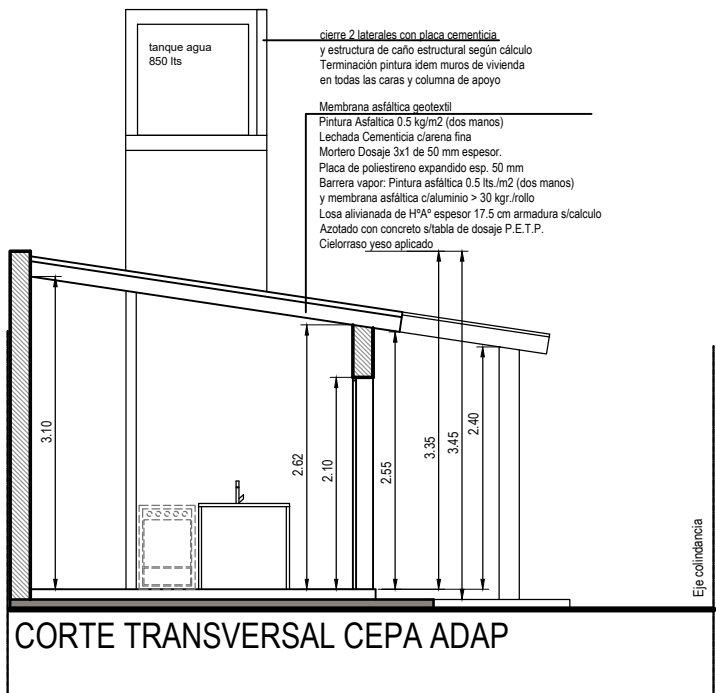 tanque agua
850 lts
cierre 2 laterales con placa cementicia
y estructura de caño estructural según cálculo
Terminación pintura idem muros de vivienda
en todas las caras y columna de apoyo
Membrana asfáltica geotextil
Pintura Asfaltica 0.5 kg/m2 (dos manos)
Lechada Cementicia c/arena fina
Mortero Dosaje 3x1 de 50 mm espesor.
Placa de poliestireno expandido esp. 50 mm
Barrera vapor: Pintura asfáltica 0.5 lts./m2 (dos manos)
y membrana asfáltica c/aluminio > 30 kgr./rollo
Losa alivianada de HºAº espesor 17.5 cm armadura s/calculo
Azotado con concreto s/tabla de dosaje P.E.T.P.
Cielorraso yeso aplicado
3.10
2.62
2.10
2.55
3.35
3.45
2.40
Eje colindancia
CORTE TRANSVERSAL CEPA ADAP